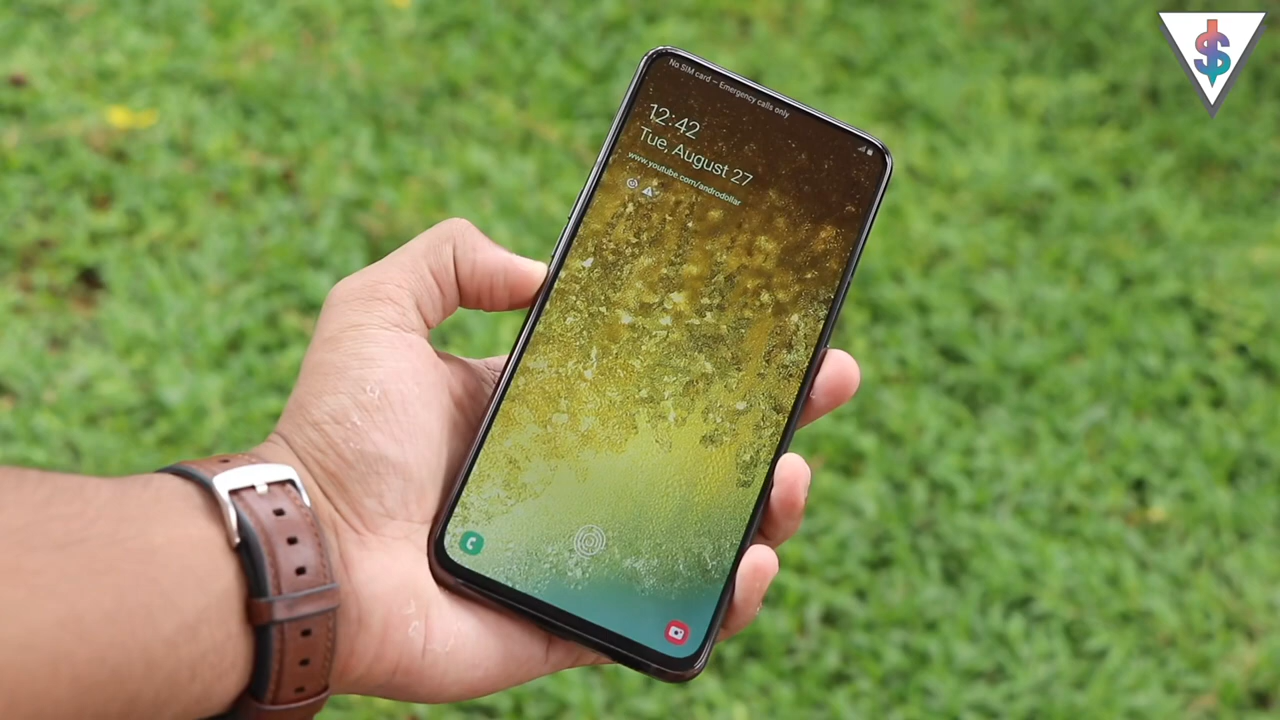 No SIM card – Emergency calls only
12:42
Tue, August 27
www.youtube.com/androdollar
$